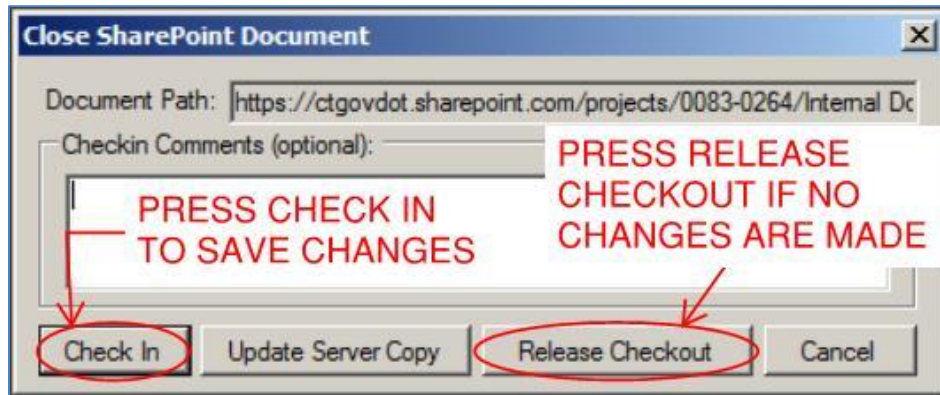 Close SharePoint Document
Document Path: https://ctgovdot.sharepoint.com/projects/0083-0264/Internal Dc
Checkin Comments (optional):
PRESS RELEASE
CHECKOUT IF NO
CHANGES ARE MADE
PRESS CHECK IN
TO SAVE CHANGES
Check In Update Server Copy Release Checkout Cancel